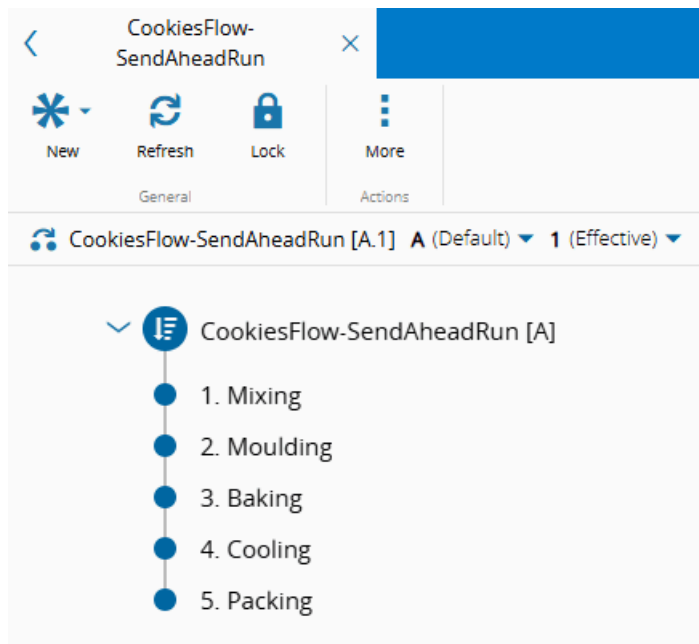 CookiesFlow-
SendAheadRun
New Refresh Lock More
General Actions
CookiesFlow-SendAheadRun [A.1] A (Default) 1 (Effective)
CookiesFlow-SendAheadRun [A]
1. Mixing
2. Moulding
3. Baking
4. Cooling
5. Packing